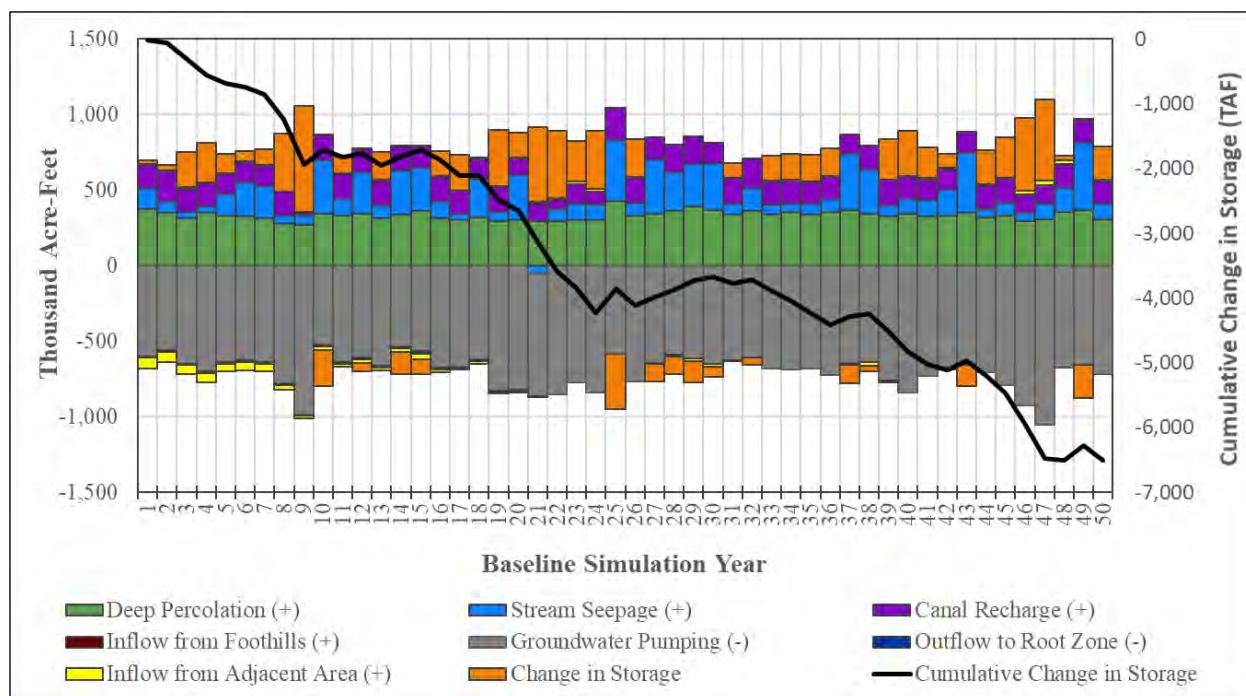 1,500
1,000
500
0
-500
-1,000
-1,500
Thousand Acre-Feet
0
-1,000
-2,000
-3,000
-4,000
-5,000
-6,000
-7,000
Cumulative Change in Storage (TAF)
1 2 3 4 5 6 7 8 9 10 11 12 13 14 15 16 17 18 19 20 21 22 23 24 25 26 27 28 29 30 31 32 33 34 35 36 37 38 39 40 41 42 43 44 45 46 47 48 49 50
Baseline Simulation Year
Deep Percolation (+) Stream Seepage (+) Canal Recharge (+)
Inflow from Foothills (+) Groundwater Pumping (-) Outflow to Root Zone (-)
Inflow from Adjacent Area (+) Change in Storage Cumulative Change in Storage